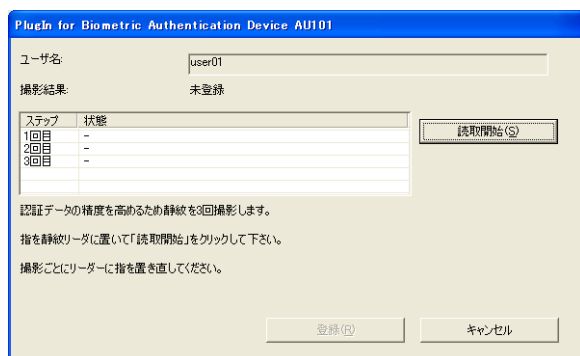 PlugIn for Biometric Authentication Device AU101
ユーザ名: user01
撮影結果: 未登録
ステップ 状態
1回目 -
2回目 -
3回目 -
読取開始(S)
認証データの精度を高めるため静紋を3回撮影します。
指を静紋リーダに置いて「読取開始」をクリックして下さい。
撮影ごとにリーダーに指を置き直してください。
登録(R) キャンセル